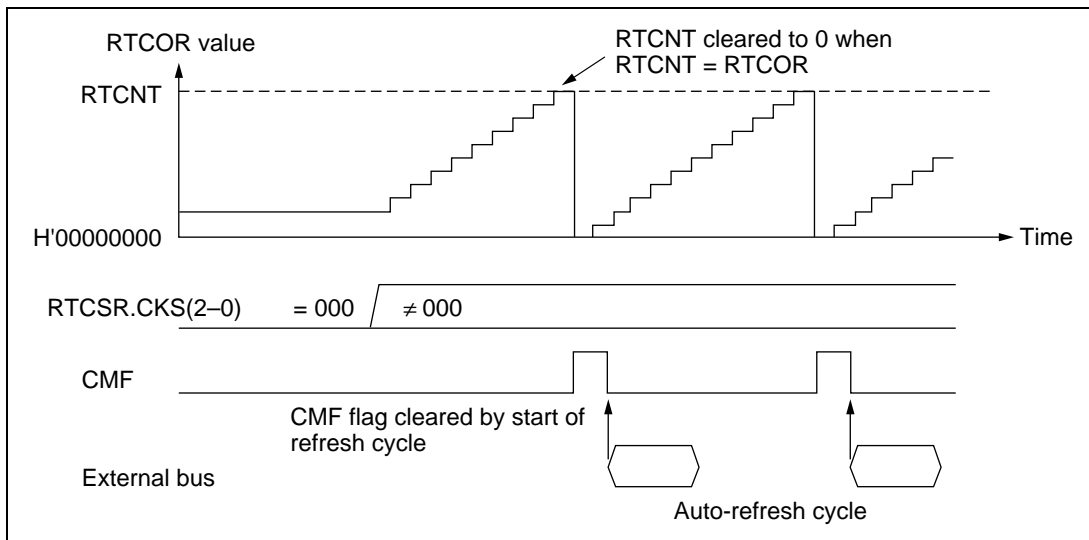 RTCOR value
RTCNT cleared to 0 when
RTCNT = RTCOR
RTCNT
H'00000000
Time
RTCSR.CKS(2–0) = 000 ≠ 000
CMF
CMF flag cleared by start of
refresh cycle
External bus
Auto-refresh cycle